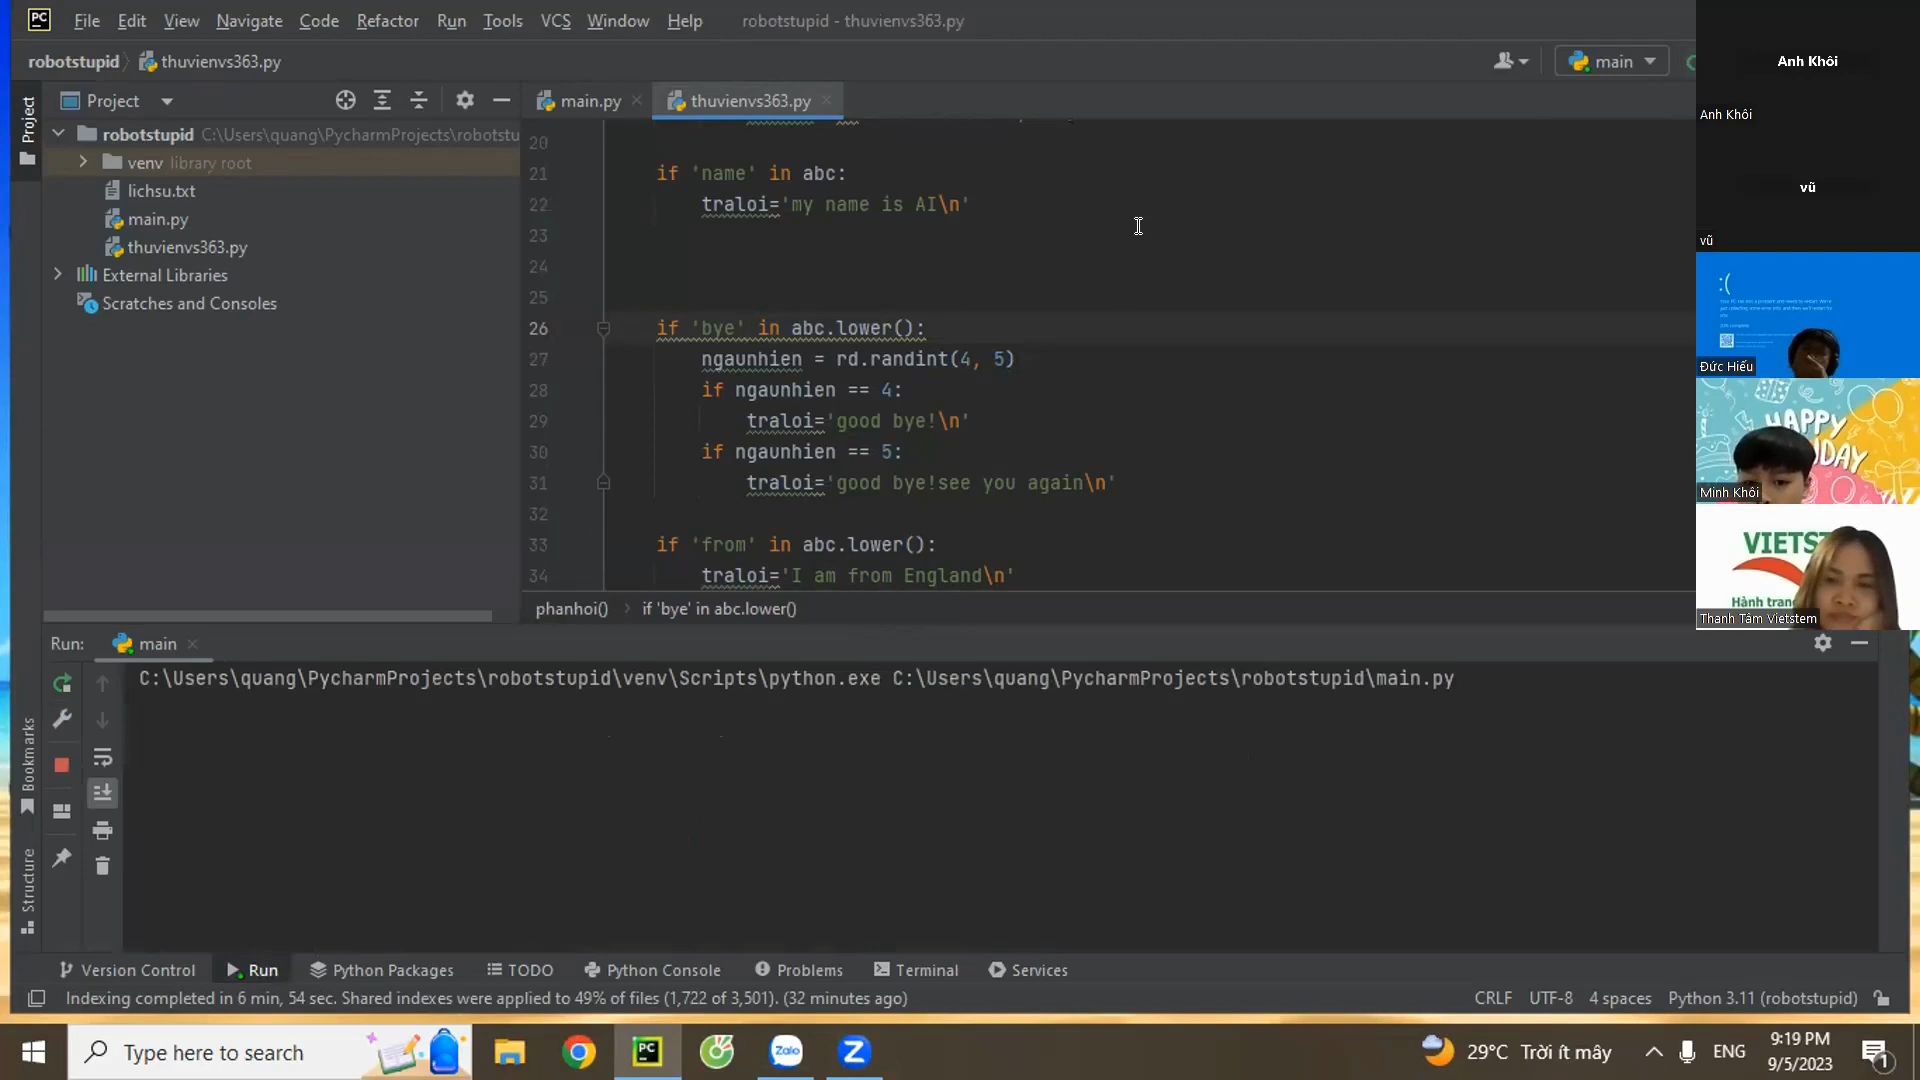 File Edit View Navigate Code Refactor Run Tools VCS Window Help robotstupid - thuvienvs363.py
robotstupid thuvienvs363.py main
Project
Project main.py thuvienvs363.py
robotstupid C:\Users\quang\PycharmProjects\robotstu
venv library root
lichsu.txt
main.py
thuvienvs363.py
External Libraries
Scratches and Consoles
20
21 if 'name' in abc:
22 traloi='my name is AI\n'
23
24
25
26 if 'bye' in abc.lower():
27 ngaunhien = rd.randint(4, 5)
28 if ngaunhien == 4:
29 traloi='good bye!\n'
30 if ngaunhien == 5:
31 traloi='good bye!see you again\n'
32
33 if 'from' in abc.lower():
34 traloi='I am from England\n'
phanhoi() if 'bye' in abc.lower()
Anh Khôi
Anh Khôi
vũ
vũ
:(
Đức Hiếu
HAPPY
Minh Khôi
VIETST
Hành trang
Thanh Tâm Vietstem
Run: main
C:\Users\quang\PycharmProjects\robotstupid\venv\Scripts\python.exe C:\Users\quang\PycharmProjects\robotstupid\main.py
Bookmarks
Structure
Version Control Run Python Packages TODO Python Console Problems Terminal Services
Indexing completed in 6 min, 54 sec. Shared indexes were applied to 49% of files (1,722 of 3,501). (32 minutes ago) CRLF UTF-8 4 spaces Python 3.11 (robotstupid)
Type here to search PC Zalo Z 29°C Trời ít mây ENG 9:19 PM
9/5/2023 1